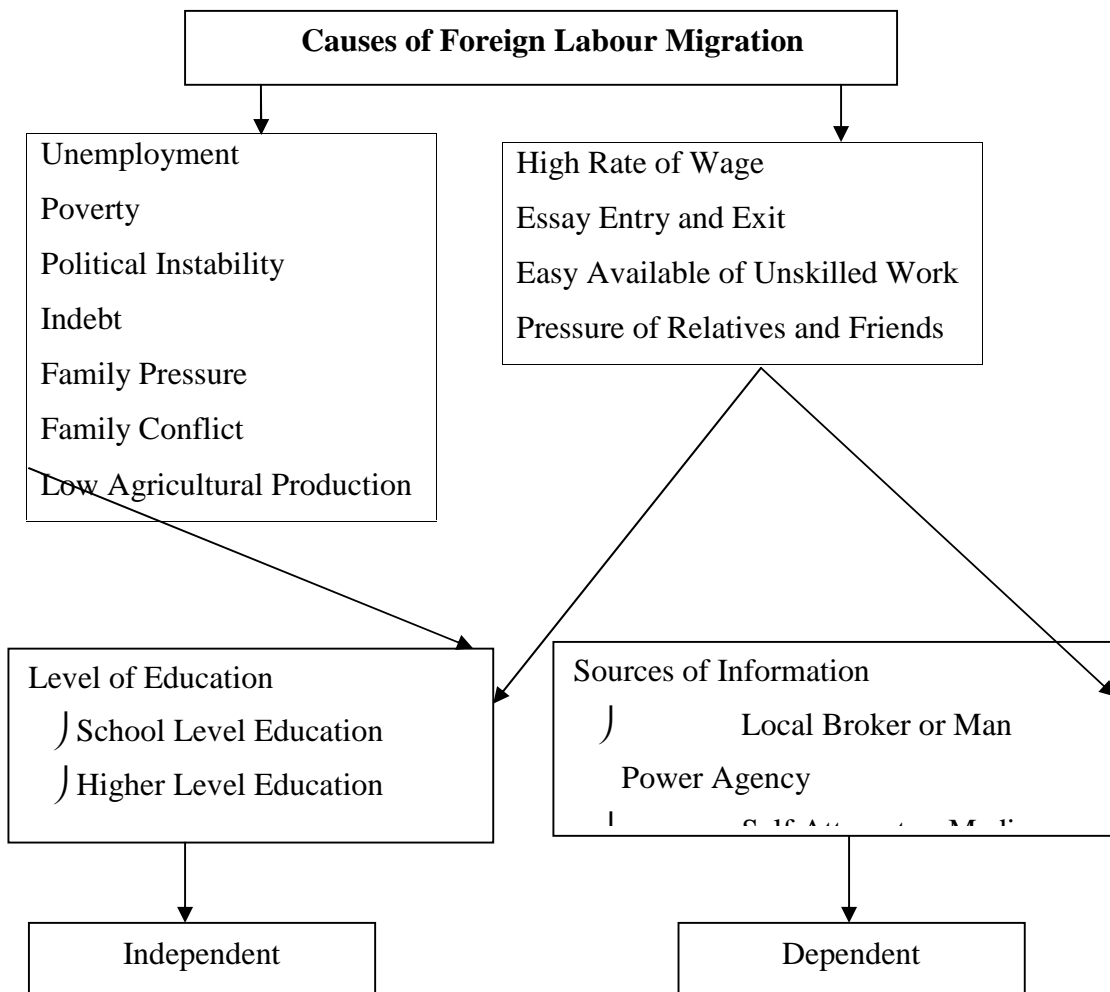 Causes of Foreign Labour Migration
Unemployment
Poverty
Political Instability
Indebt
Family Pressure
Family Conflict
Low Agricultural Production
High Rate of Wage
Essay Entry and Exit
Easy Available of Unskilled Work
Pressure of Relatives and Friends
Level of Education
School Level Education
Higher Level Education
Sources of Information
Local Broker or Man
Power Agency
Independent
Dependent